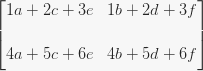 1a + 2c + 3e 1b + 2d + 3f
4a + 5c + 6e 4b + 5d + 6f